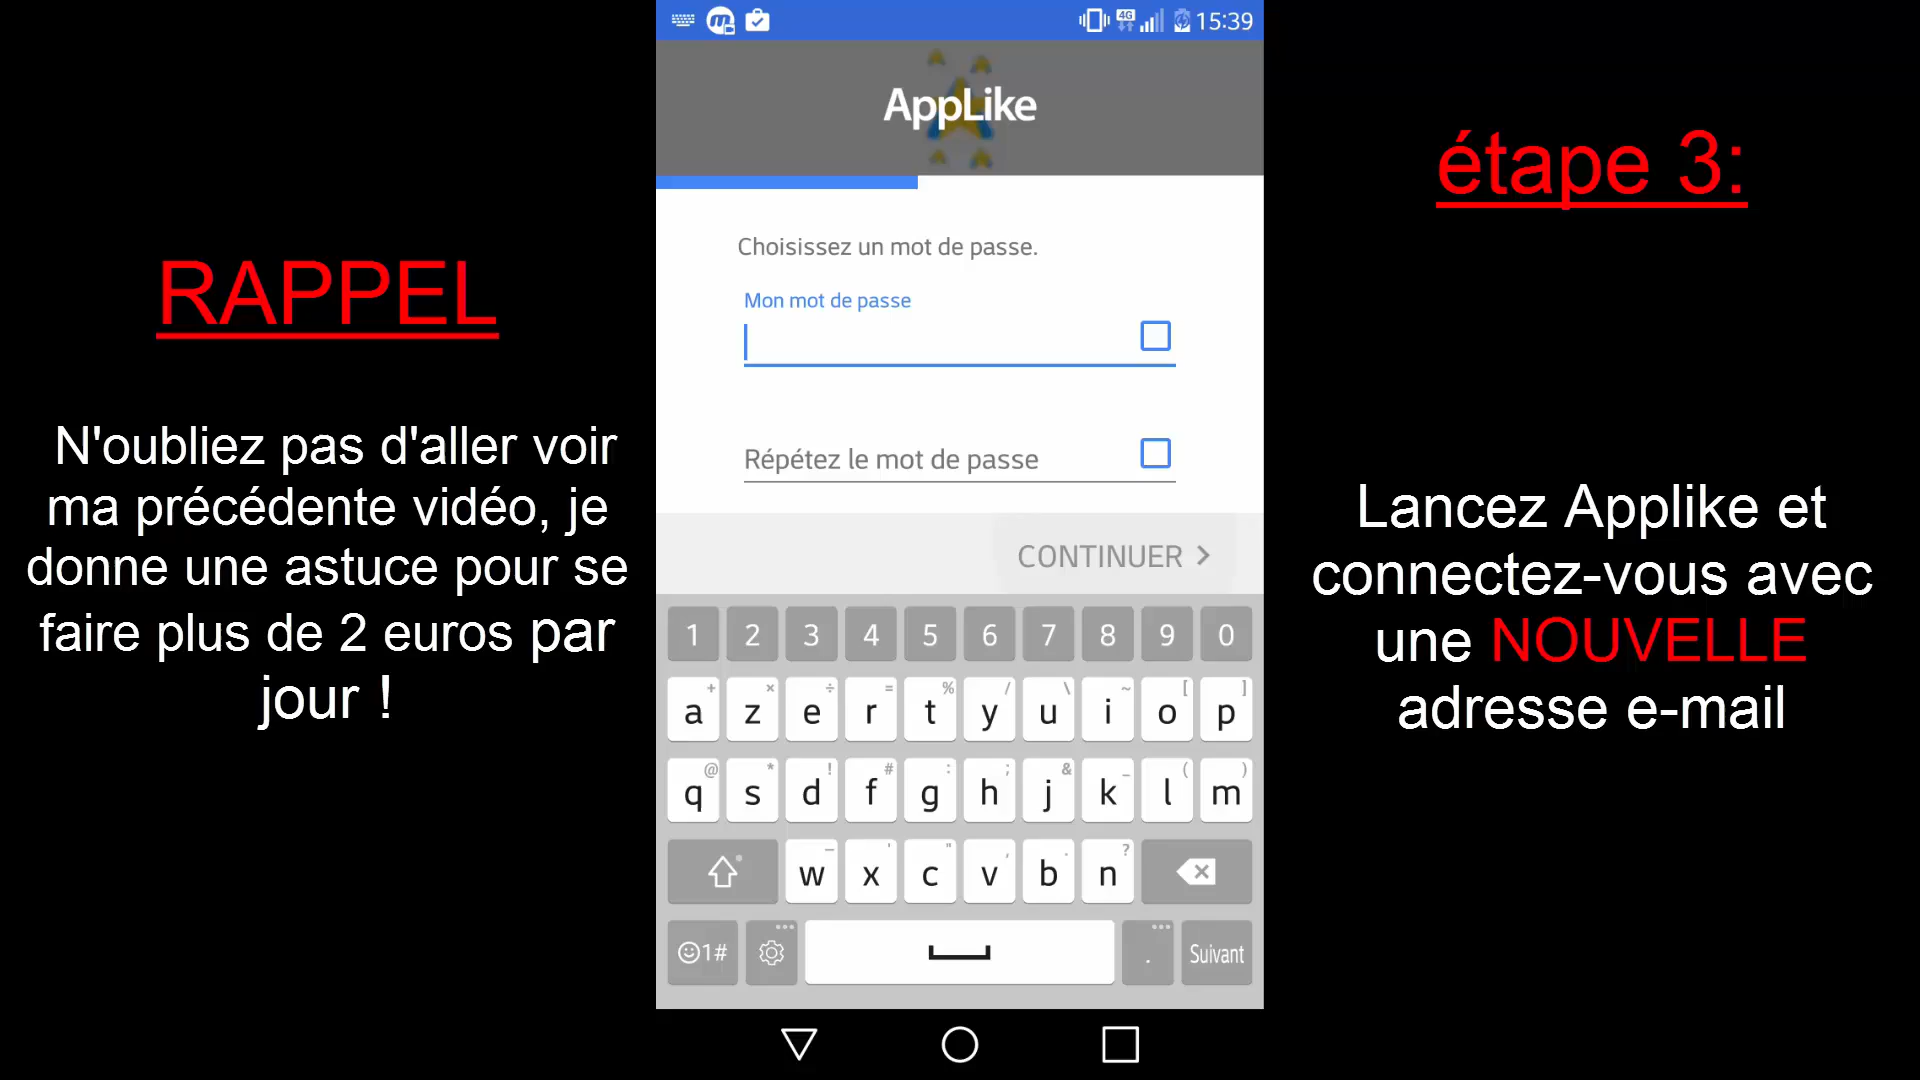 RAPPEL
N'oubliez pas d'aller voir
ma précédente vidéo, je
donne une astuce pour se
faire plus de 2 euros par
jour !
4G 15:39
AppLike
Choisissez un mot de passe.
Mon mot de passe
Répétez le mot de passe
CONTINUER >
1 2 3 4 5 6 7 8 9 0
+ × ÷ = % / \ ~ [ ]
a z e r t y u i o p
@ * ! # : ; & _ ( )
q s d f g h j k l m
– ' " , . ?
w x c v b n
1# . Suivant
étape 3:
Lancez Applike et
connectez-vous avec
une NOUVELLE
adresse e-mail